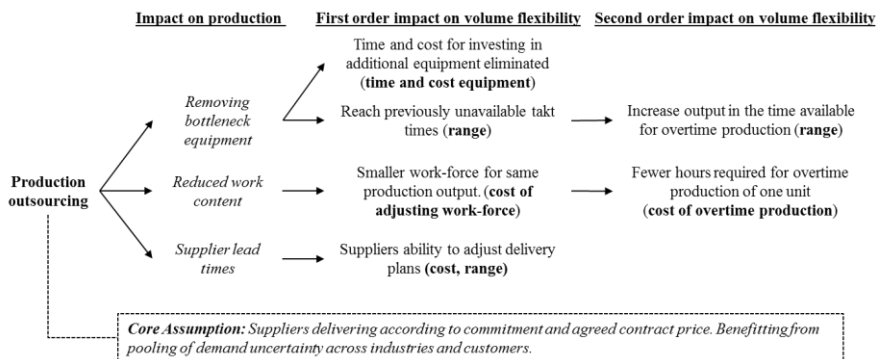 Impact on production
First order impact on volume flexibility
Second order impact on volume flexibility
Time and cost for investing in
additional equipment eliminated
(time and cost equipment)
Removing
bottleneck
equipment
Reach previously unavailable takt
times (range)
Increase output in the time available
for overtime production (range)
Production
outsourcing
Reduced work
content
Smaller work-force for same
production output. (cost of
adjusting work-force)
Fewer hours required for overtime
production of one unit
(cost of overtime production)
Supplier lead
times
Suppliers ability to adjust delivery
plans (cost, range)
Core Assumption: Suppliers delivering according to commitment and agreed contract price. Benefitting from
pooling of demand uncertainty across industries and customers.